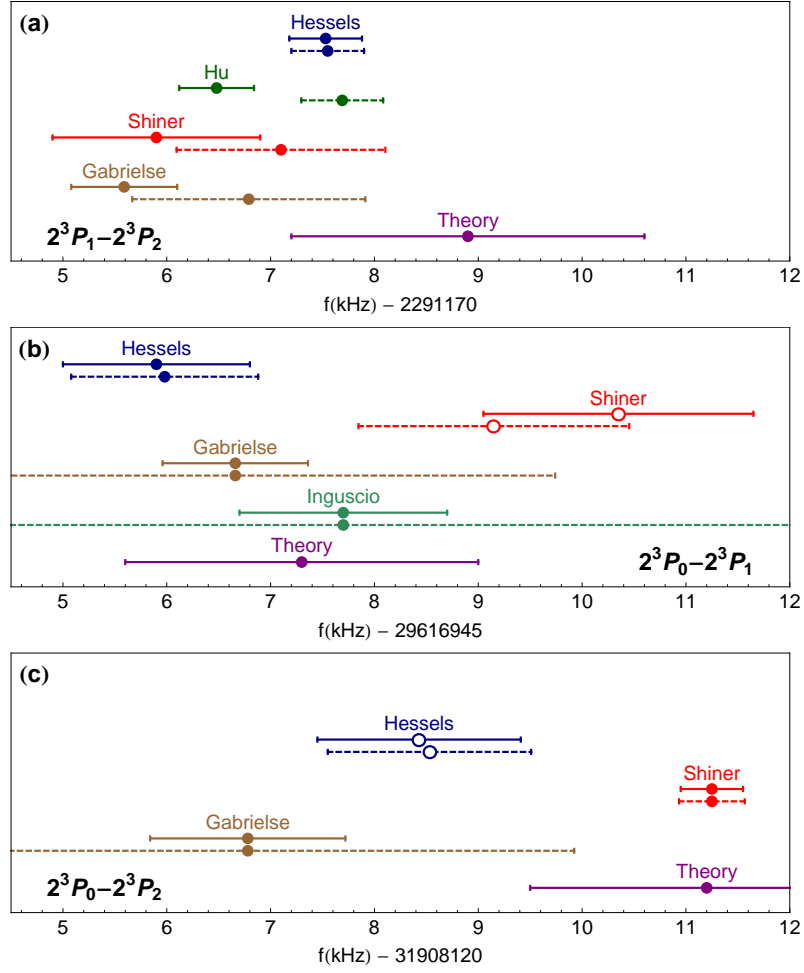 (a)
Hessels
Hu
Shiner
Gabrielse
Theory
2³P₁–2³P₂
5 6 7 8 9 10 11 12
f(kHz) – 2291170
(b)
Hessels
Shiner
Gabrielse
Inguscio
Theory
2³P₀–2³P₁
5 6 7 8 9 10 11 12
f(kHz) – 29616945
(c)
Hessels
Shiner
Gabrielse
Theory
2³P₀–2³P₂
5 6 7 8 9 10 11 12
f(kHz) – 31908120